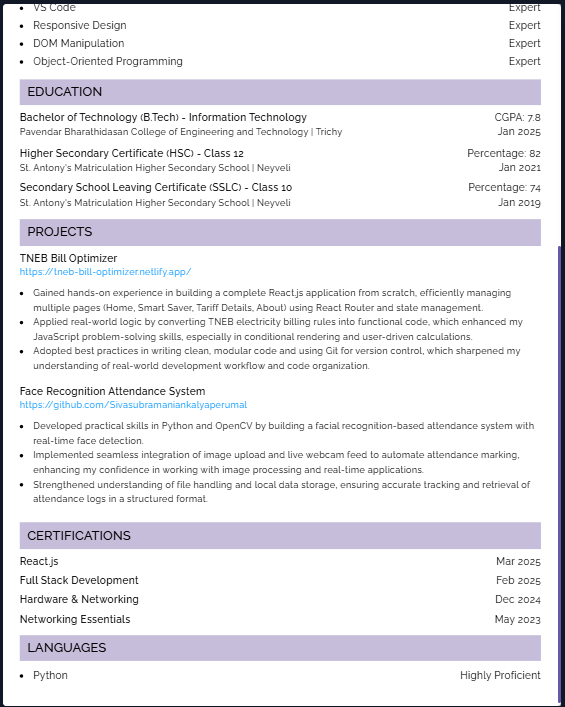 VS Code Expert
Responsive Design Expert
DOM Manipulation Expert
Object-Oriented Programming Expert
EDUCATION
Bachelor of Technology (B.Tech) - Information Technology CGPA: 7.8
Pavendar Bharathidasan College of Engineering and Technology | Trichy Jan 2025
Higher Secondary Certificate (HSC) - Class 12 Percentage: 82
St. Antony's Matriculation Higher Secondary School | Neyveli Jan 2021
Secondary School Leaving Certificate (SSLC) - Class 10 Percentage: 74
St. Antony's Matriculation Higher Secondary School | Neyveli Jan 2019
PROJECTS
TNEB Bill Optimizer
https://tneb-bill-optimizer.netlify.app/
Gained hands-on experience in building a complete React.js application from scratch, efficiently managing
multiple pages (Home, Smart Saver, Tariff Details, About) using React Router and state management.
Applied real-world logic by converting TNEB electricity billing rules into functional code, which enhanced my
JavaScript problem-solving skills, especially in conditional rendering and user-driven calculations.
Adopted best practices in writing clean, modular code and using Git for version control, which sharpened my
understanding of real-world development workflow and code organization.
Face Recognition Attendance System
https://github.com/Sivasubramaniankalyaperumal
Developed practical skills in Python and OpenCV by building a facial recognition-based attendance system with
real-time face detection.
Implemented seamless integration of image upload and live webcam feed to automate attendance marking,
enhancing my confidence in working with image processing and real-time applications.
Strengthened understanding of file handling and local data storage, ensuring accurate tracking and retrieval of
attendance logs in a structured format.
CERTIFICATIONS
React.js Mar 2025
Full Stack Development Feb 2025
Hardware & Networking Dec 2024
Networking Essentials May 2023
LANGUAGES
Python Highly Proficient